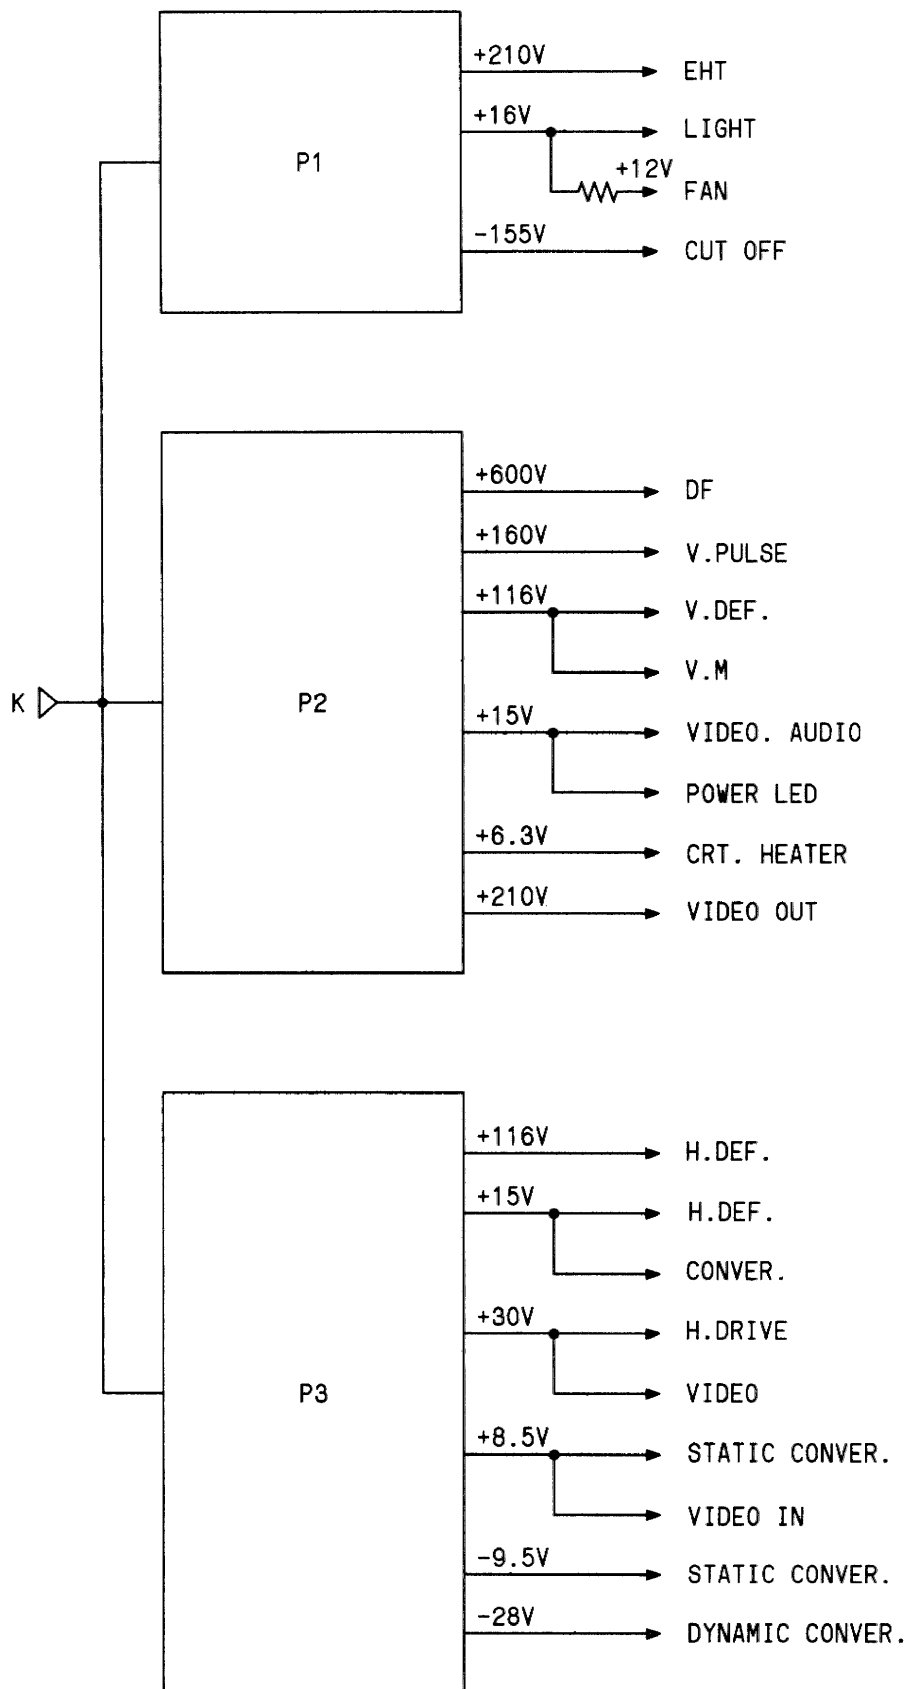 +210V EHT
+16V LIGHT
P1
+12V FAN
-155V CUT OFF
+600V DF
+160V V.PULSE
+116V V.DEF.
V.M
K P2
+15V VIDEO. AUDIO
POWER LED
+6.3V CRT. HEATER
+210V VIDEO OUT
+116V H.DEF.
+15V H.DEF.
CONVER.
+30V H.DRIVE
P3 VIDEO
+8.5V STATIC CONVER.
VIDEO IN
-9.5V STATIC CONVER.
-28V DYNAMIC CONVER.